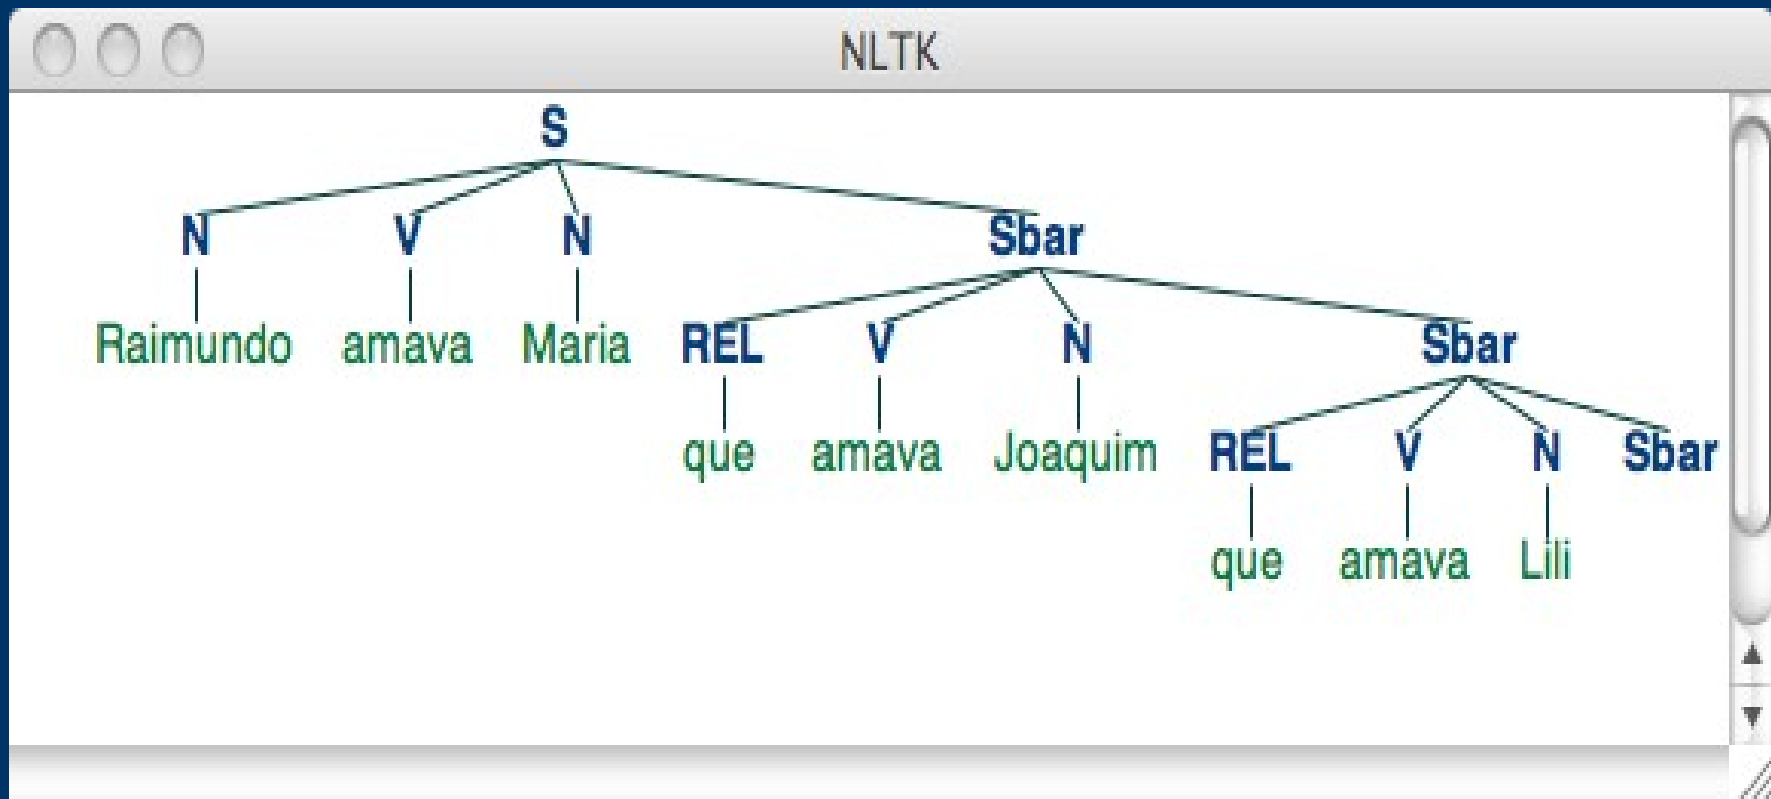 NLTK
S
N V N Sbar
Raimundo amava Maria REL V N Sbar
que amava Joaquim REL V N Sbar
que amava Lili